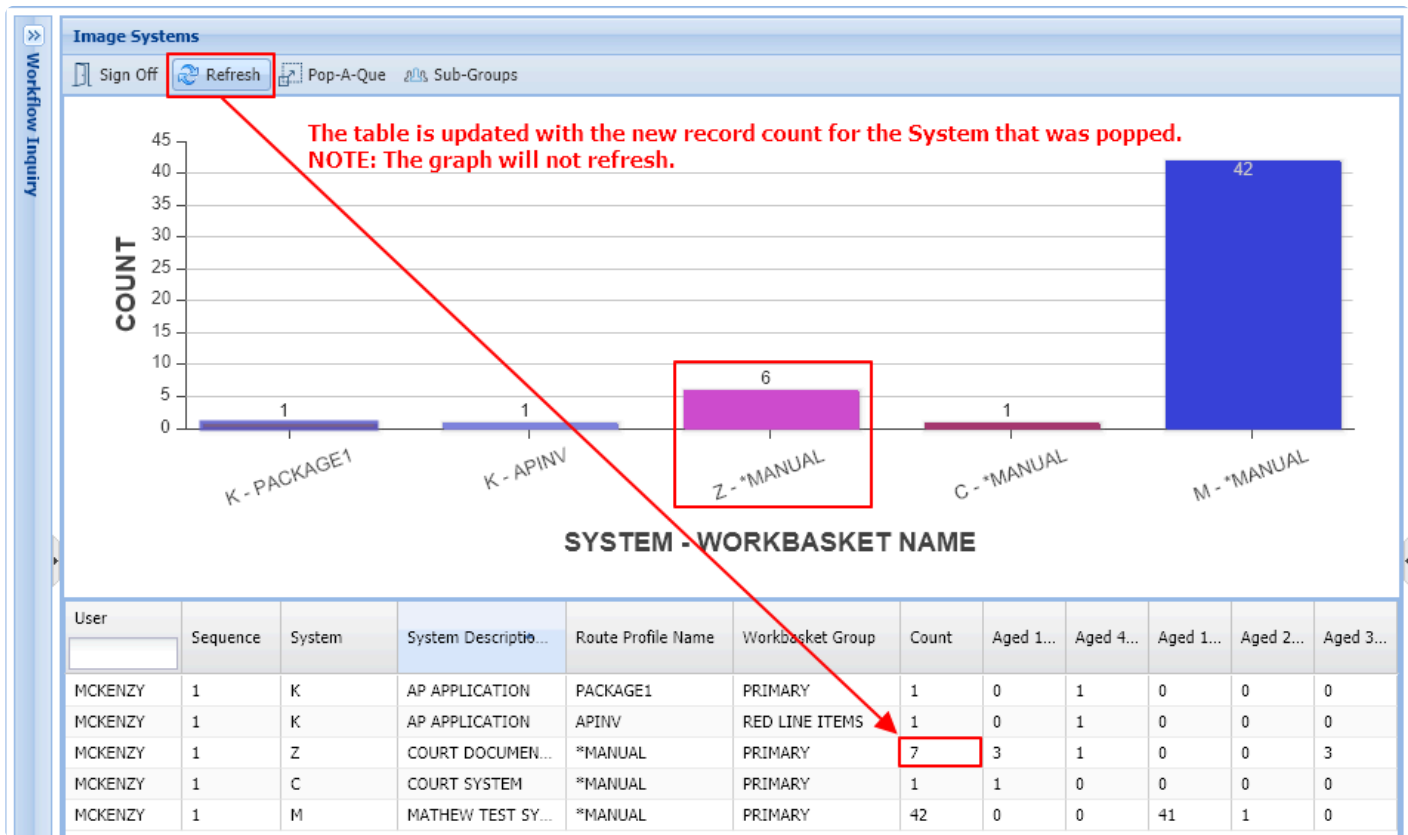 Workflow Inquiry
Image Systems
Sign Off Refresh Pop-A-Que Sub-Groups
The table is updated with the new record count for the System that was popped.
NOTE: The graph will not refresh.
COUNT
45
40
35
30
25
20
15
10
5
0
1
1
6
1
42
K - PACKAGE1
K - APINV
Z - *MANUAL
C - *MANUAL
M - *MANUAL
SYSTEM - WORKBASKET NAME
User Sequence System System Descriptio... Route Profile Name Workbasket Group Count Aged 1... Aged 4... Aged 1... Aged 2... Aged 3...
MCKENZY 1 K AP APPLICATION PACKAGE1 PRIMARY 1 0 1 0 0 0
MCKENZY 1 K AP APPLICATION APINV RED LINE ITEMS 1 0 1 0 0 0
MCKENZY 1 Z COURT DOCUMEN... *MANUAL PRIMARY 7 3 1 0 0 3
MCKENZY 1 C COURT SYSTEM *MANUAL PRIMARY 1 1 0 0 0 0
MCKENZY 1 M MATHEW TEST SY... *MANUAL PRIMARY 42 0 0 41 1 0